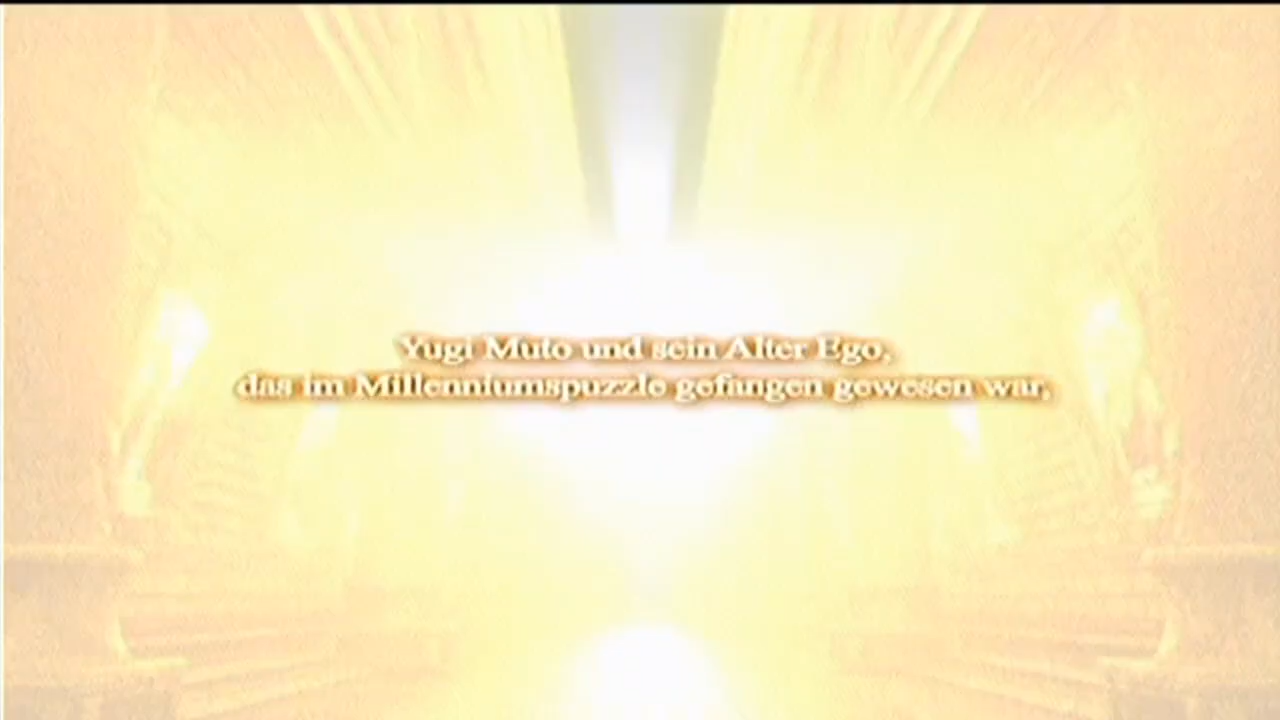 Yugi Muto und sein Alter Ego,
das im Millenniumspuzzle gefangen gewesen war,